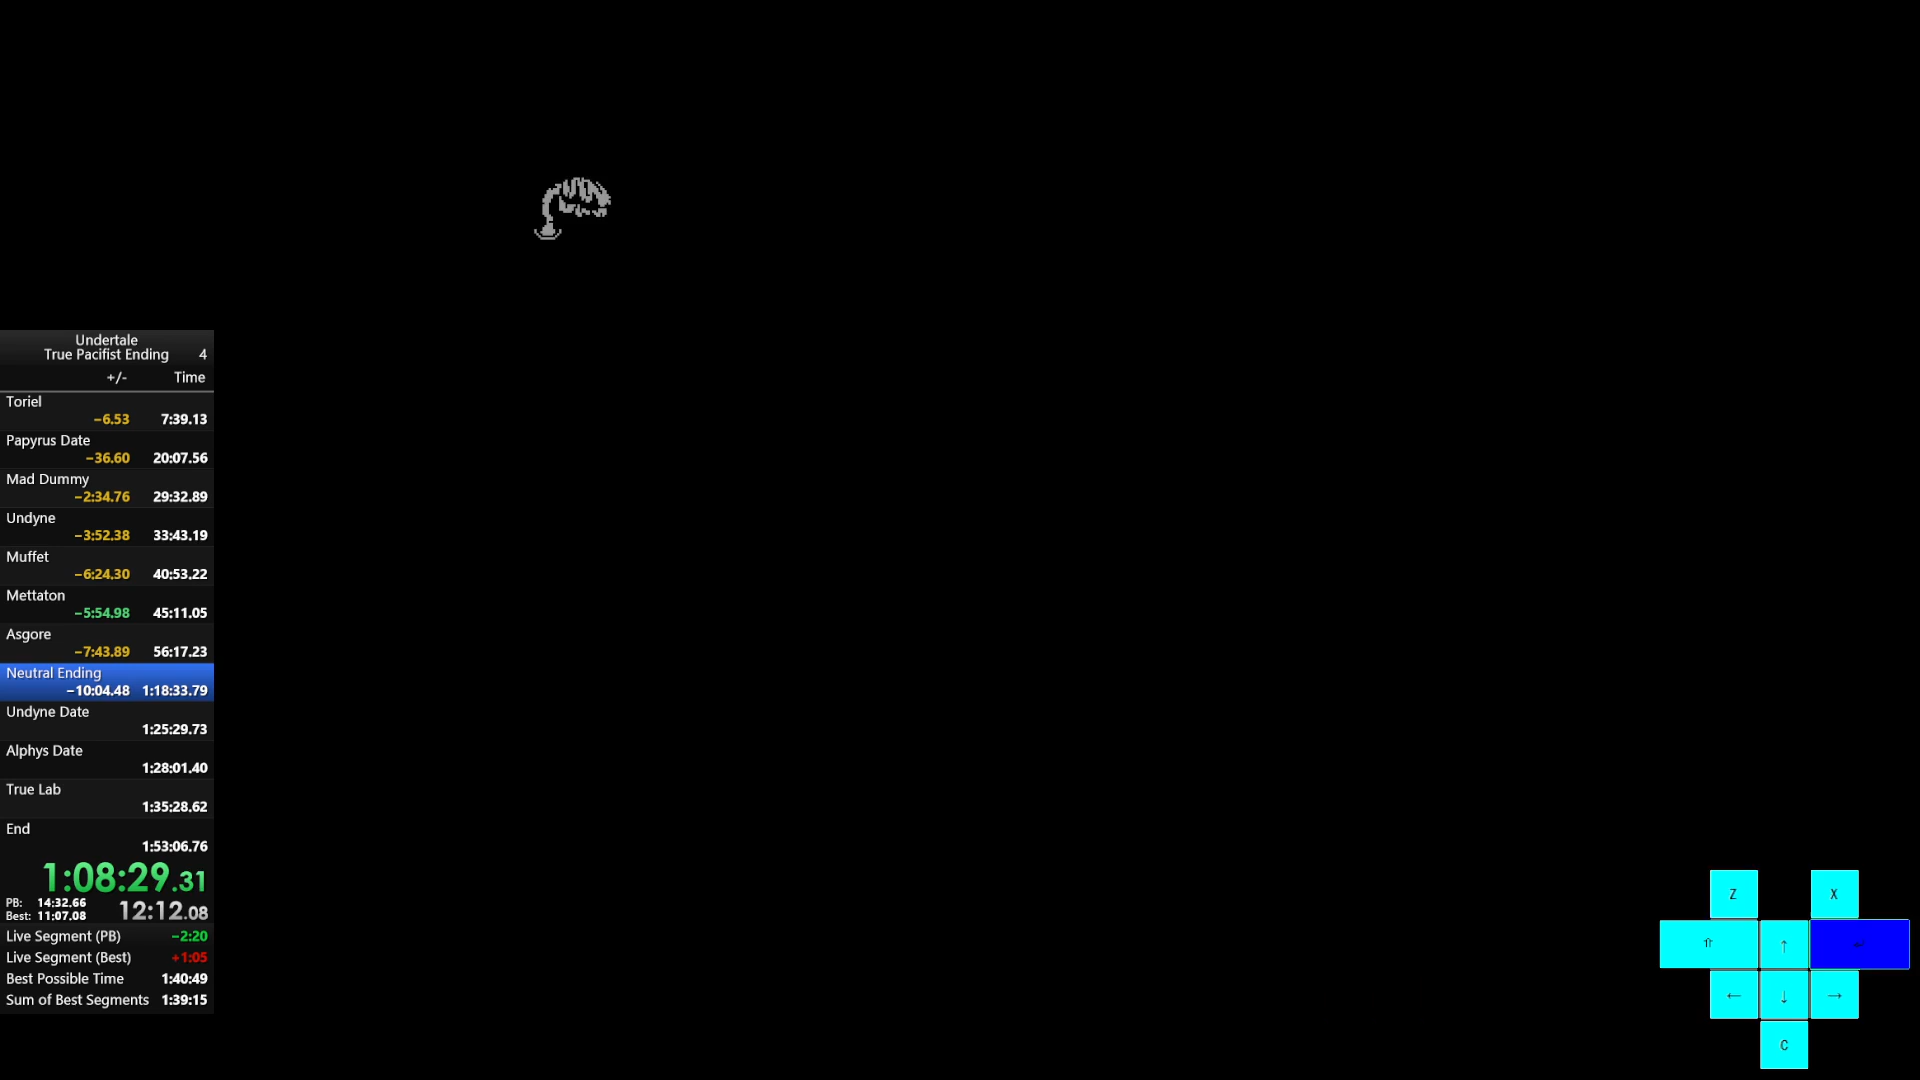 Undertale
True Pacifist Ending 4
+/- Time
Toriel
−6.53 7:39.13
Papyrus Date
−36.60 20:07.56
Mad Dummy
−2:34.76 29:32.89
Undyne
−3:52.38 33:43.19
Muffet
−6:24.30 40:53.22
Mettaton
−5:54.98 45:11.05
Asgore
−7:43.89 56:17.23
Neutral Ending
−10:04.48 1:18:33.79
Undyne Date
1:25:29.73
Alphys Date
1:28:01.40
True Lab
1:35:28.62
End
1:53:06.76
1:08:29.31
PB: 14:32.66
Best: 11:07.08
12:12.08
Live Segment (PB) −2:20
Live Segment (Best) +1:05
Best Possible Time 1:40:49
Sum of Best Segments 1:39:15
Z X
⇧ ↑ ↵
← ↓ →
C